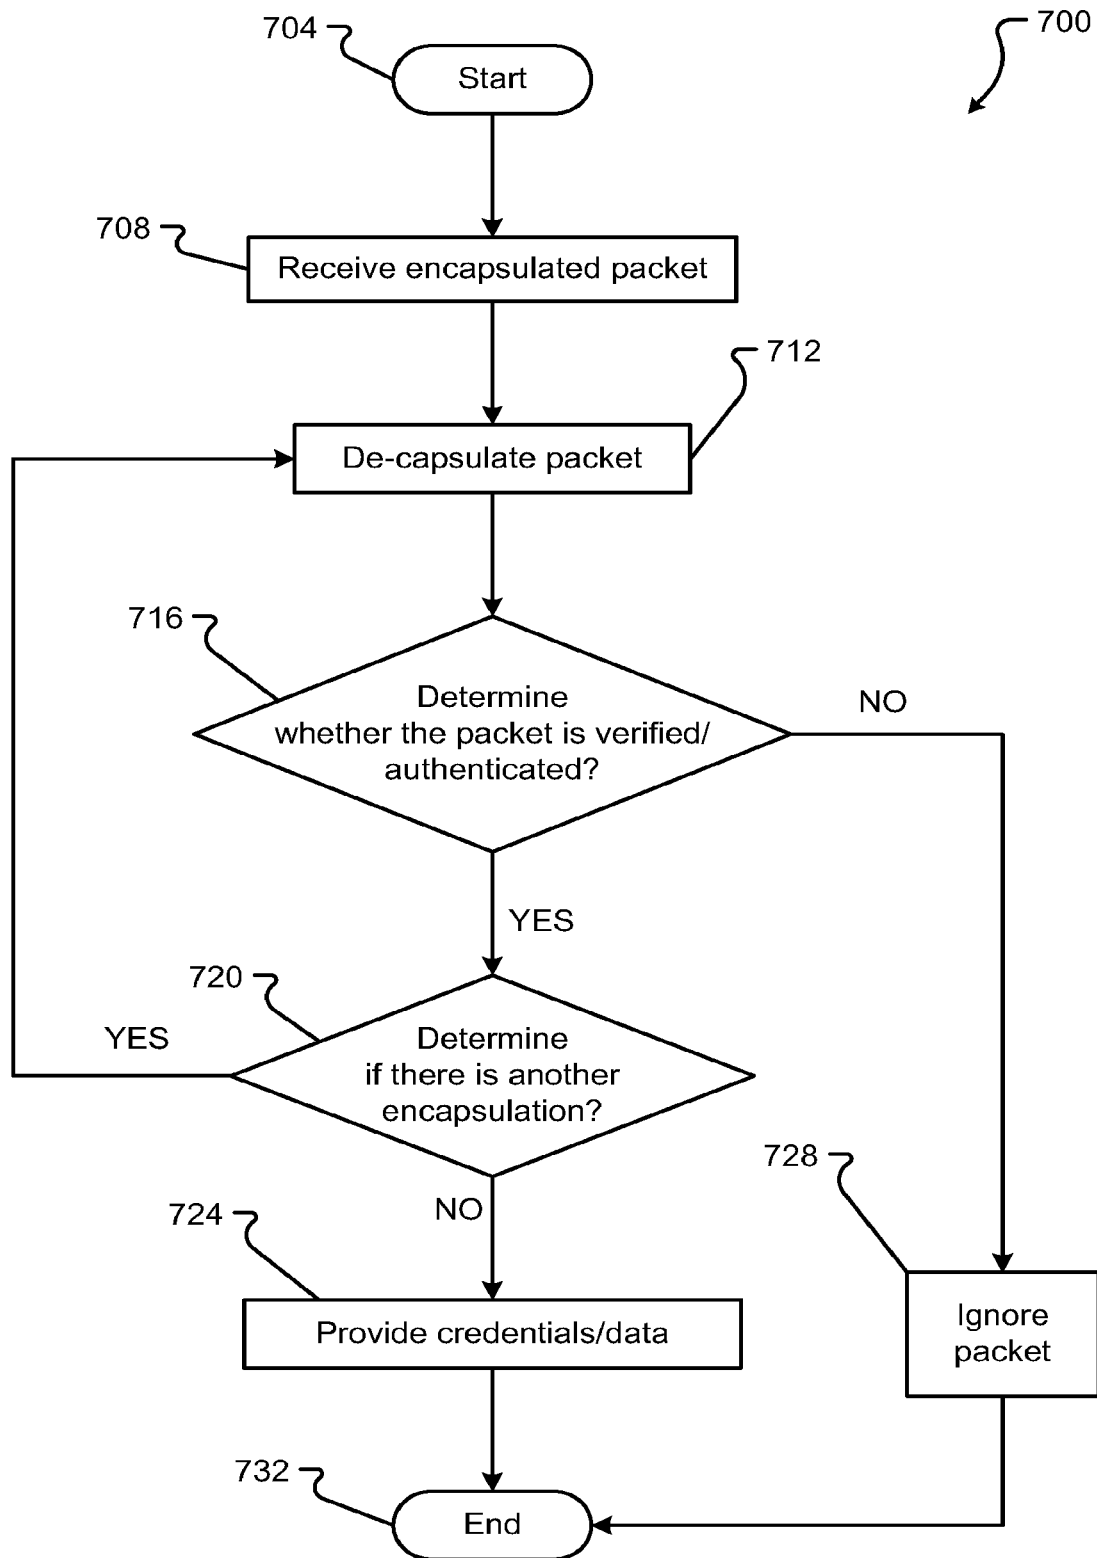 704
Start
700
708
Receive encapsulated packet
712
De-capsulate packet
716
Determine
whether the packet is verified/
authenticated?
NO
YES
720
YES
Determine
if there is another
encapsulation?
728
NO
724
Provide credentials/data
Ignore
packet
732
End